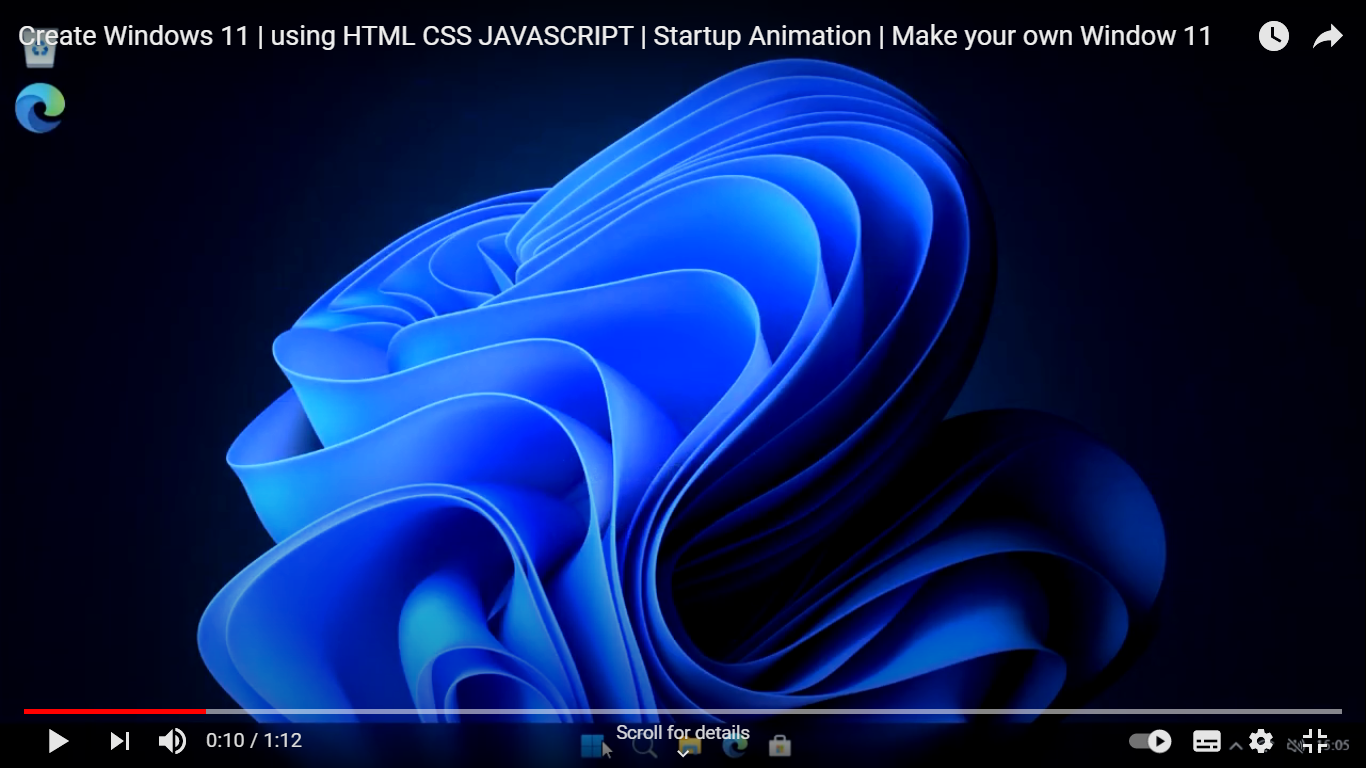 Create Windows 11 | using HTML CSS JAVASCRIPT | Startup Animation | Make your own Window 11
Scroll for details
0:10 / 1:12